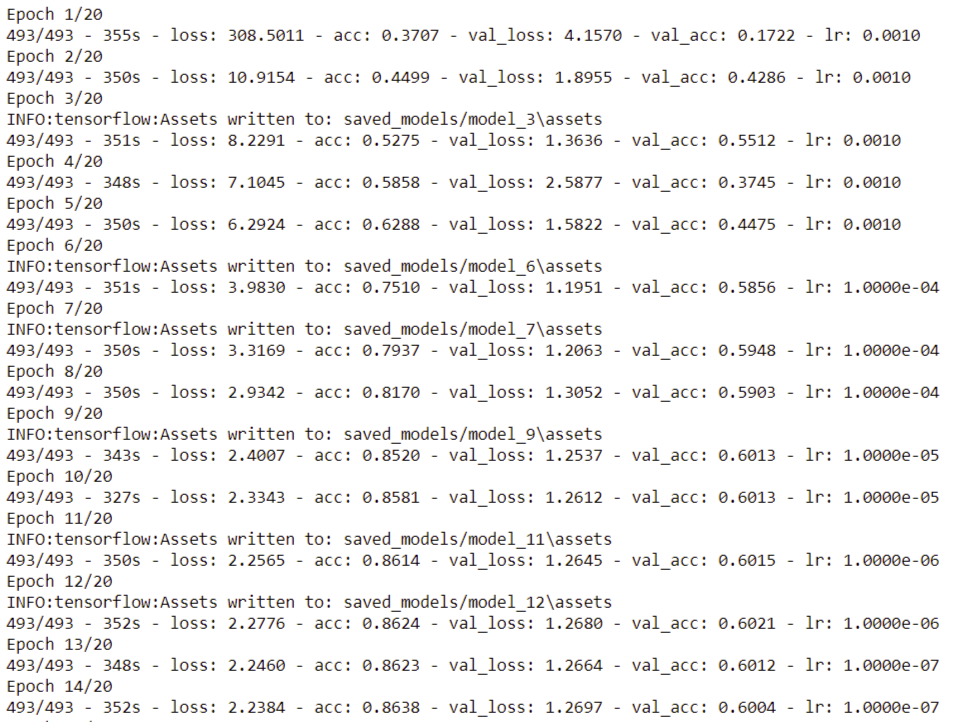 Epoch 1/20
493/493 - 355s - loss: 308.5011 - acc: 0.3707 - val_loss: 4.1570 - val_acc: 0.1722 - lr: 0.0010
Epoch 2/20
493/493 - 350s - loss: 10.9154 - acc: 0.4499 - val_loss: 1.8955 - val_acc: 0.4286 - lr: 0.0010
Epoch 3/20
INFO:tensorflow:Assets written to: saved_models/model_3\assets
493/493 - 351s - loss: 8.2291 - acc: 0.5275 - val_loss: 1.3636 - val_acc: 0.5512 - lr: 0.0010
Epoch 4/20
493/493 - 348s - loss: 7.1045 - acc: 0.5858 - val_loss: 2.5877 - val_acc: 0.3745 - lr: 0.0010
Epoch 5/20
493/493 - 350s - loss: 6.2924 - acc: 0.6288 - val_loss: 1.5822 - val_acc: 0.4475 - lr: 0.0010
Epoch 6/20
INFO:tensorflow:Assets written to: saved_models/model_6\assets
493/493 - 351s - loss: 3.9830 - acc: 0.7510 - val_loss: 1.1951 - val_acc: 0.5856 - lr: 1.0000e-04
Epoch 7/20
INFO:tensorflow:Assets written to: saved_models/model_7\assets
493/493 - 350s - loss: 3.3169 - acc: 0.7937 - val_loss: 1.2063 - val_acc: 0.5948 - lr: 1.0000e-04
Epoch 8/20
493/493 - 350s - loss: 2.9342 - acc: 0.8170 - val_loss: 1.3052 - val_acc: 0.5903 - lr: 1.0000e-04
Epoch 9/20
INFO:tensorflow:Assets written to: saved_models/model_9\assets
493/493 - 343s - loss: 2.4007 - acc: 0.8520 - val_loss: 1.2537 - val_acc: 0.6013 - lr: 1.0000e-05
Epoch 10/20
493/493 - 327s - loss: 2.3343 - acc: 0.8581 - val_loss: 1.2612 - val_acc: 0.6013 - lr: 1.0000e-05
Epoch 11/20
INFO:tensorflow:Assets written to: saved_models/model_11\assets
493/493 - 350s - loss: 2.2565 - acc: 0.8614 - val_loss: 1.2645 - val_acc: 0.6015 - lr: 1.0000e-06
Epoch 12/20
INFO:tensorflow:Assets written to: saved_models/model_12\assets
493/493 - 352s - loss: 2.2776 - acc: 0.8624 - val_loss: 1.2680 - val_acc: 0.6021 - lr: 1.0000e-06
Epoch 13/20
493/493 - 348s - loss: 2.2460 - acc: 0.8623 - val_loss: 1.2664 - val_acc: 0.6012 - lr: 1.0000e-07
Epoch 14/20
493/493 - 352s - loss: 2.2384 - acc: 0.8638 - val_loss: 1.2697 - val_acc: 0.6004 - lr: 1.0000e-07